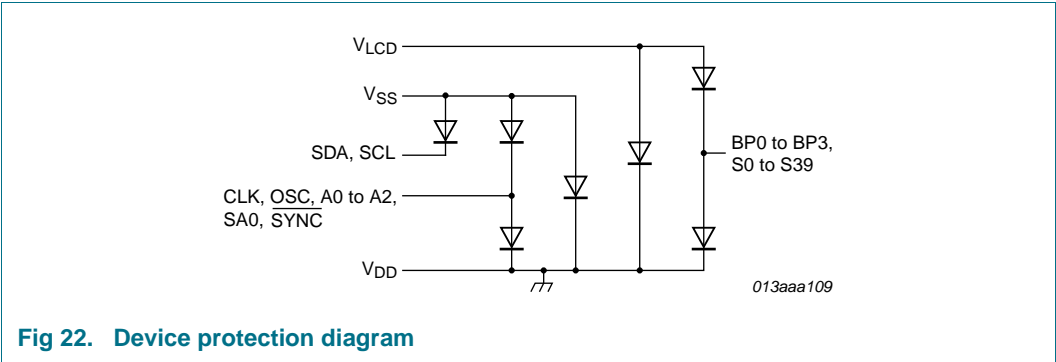 VLCD
VSS
SDA, SCL
CLK, OSC, A0 to A2,
SA0, SYNC
VDD
BP0 to BP3,
S0 to S39
013aaa109
Fig 22. Device protection diagram